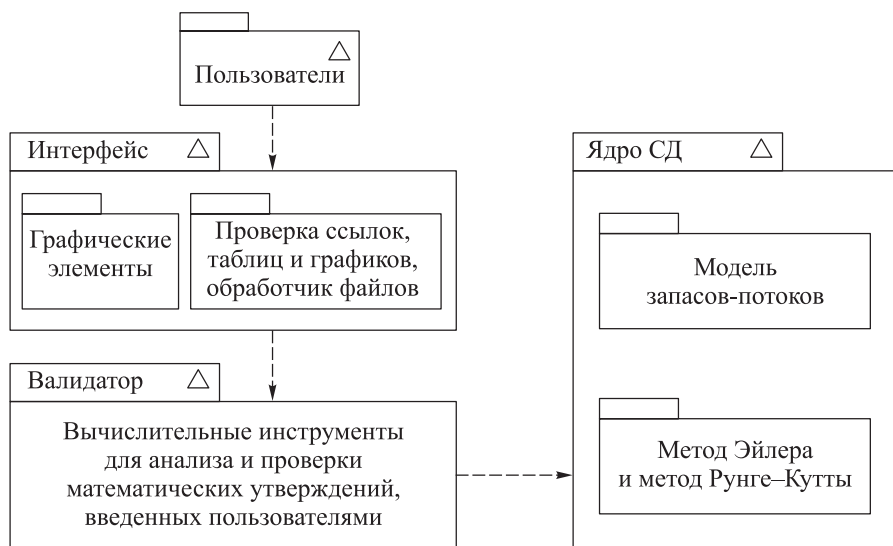 Пользователи
Интерфейс
Графические
элементы
Проверка ссылок,
таблиц и графиков,
обработчик файлов
Валидатор
Вычислительные инструменты
для анализа и проверки
математических утверждений,
введенных пользователями
Ядро СД
Модель
запасов-потоков
Метод Эйлера
и метод Рунге–Кутты